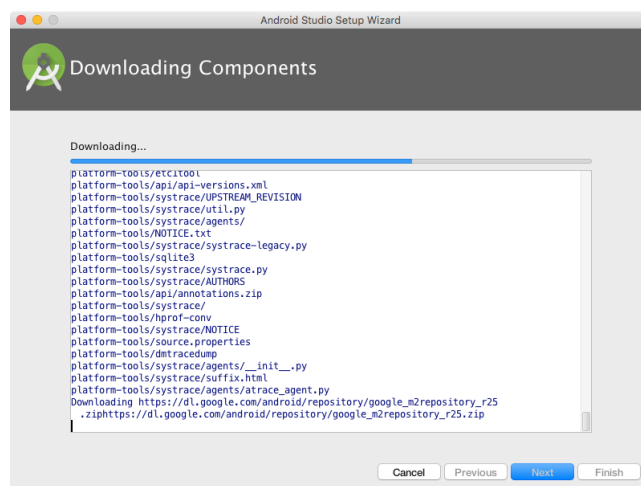 Android Studio Setup Wizard
Downloading Components
Downloading...
platform-tools/etc1tool
platform-tools/api/api-versions.xml
platform-tools/systrace/UPSTREAM_REVISION
platform-tools/systrace/util.py
platform-tools/systrace/agents/
platform-tools/NOTICE.txt
platform-tools/systrace/systrace-legacy.py
platform-tools/sqlite3
platform-tools/systrace/systrace.py
platform-tools/systrace/AUTHORS
platform-tools/api/annotations.zip
platform-tools/systrace/
platform-tools/hprof-conv
platform-tools/systrace/NOTICE
platform-tools/source.properties
platform-tools/dmtracedump
platform-tools/systrace/agents/__init__.py
platform-tools/systrace/suffix.html
platform-tools/systrace/agents/atrace_agent.py
Downloading https://dl.google.com/android/repository/google_m2repository_r25
.ziphttps://dl.google.com/android/repository/google_m2repository_r25.zip
Cancel Previous Next Finish